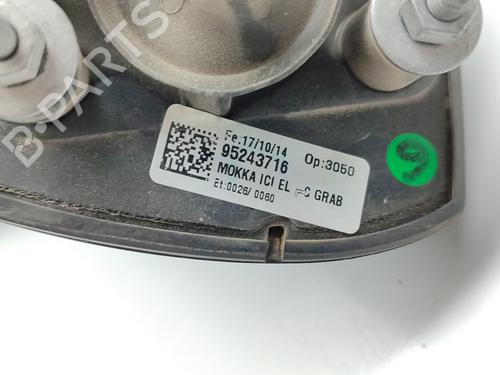 B-PARTS
Fe:17/10/14
Op:3050
95243716
MOKKA ICI EL GRAB
Et:0026/ 0060